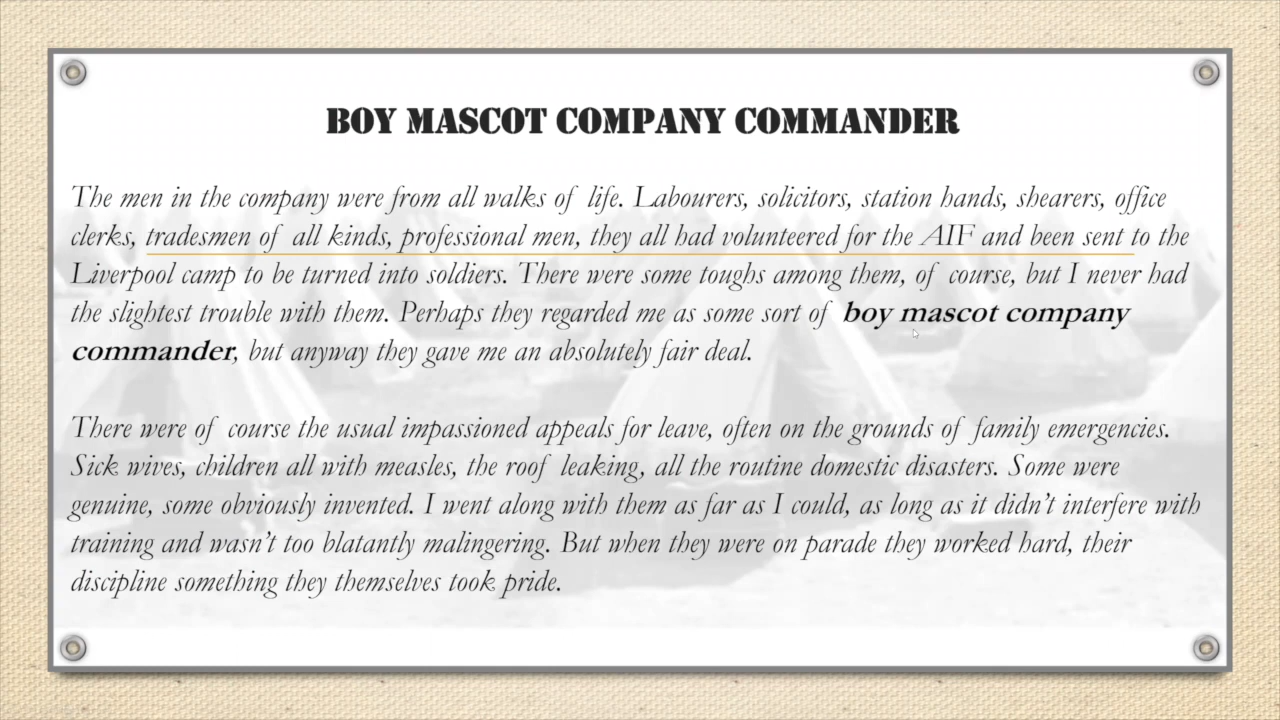 BOY MASCOT COMPANY COMMANDER
The men in the company were from all walks of life. Labourers, solicitors, station hands, shearers, office
clerks, tradesmen of all kinds, professional men, they all had volunteered for the AIF and been sent to the
Liverpool camp to be turned into soldiers. There were some toughs among them, of course, but I never had
the slightest trouble with them. Perhaps they regarded me as some sort of boy mascot company
commander, but anyway they gave me an absolutely fair deal.
There were of course the usual impassioned appeals for leave, often on the grounds of family emergencies.
Sick wives, children all with measles, the roof leaking, all the routine domestic disasters. Some were
genuine, some obviously invented. I went along with them as far as I could, as long as it didn't interfere with
training and wasn't too blatantly malingering. But when they were on parade they worked hard, their
discipline something they themselves took pride.